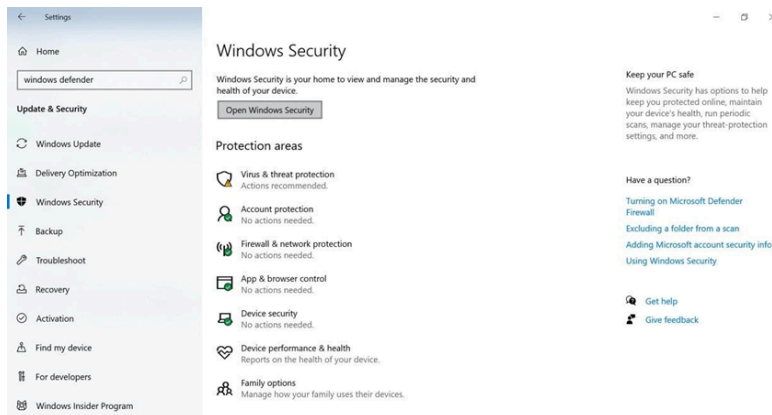 Settings
Home
windows defender
Update & Security
Windows Update
Delivery Optimization
Windows Security
Backup
Troubleshoot
Recovery
Activation
Find my device
For developers
Windows Insider Program
Windows Security
Windows Security is your home to view and manage the security and
health of your device.
Open Windows Security
Protection areas
Virus & threat protection
Actions recommended.
Account protection
No actions needed.
Firewall & network protection
No actions needed.
App & browser control
No actions needed.
Device security
No actions needed.
Device performance & health
Reports on the health of your device.
Family options
Manage how your family uses their devices.
Keep your PC safe
Windows Security has options to help
keep you protected online, maintain
your device's health, run periodic
scans, manage your threat-protection
settings, and more.
Have a question?
Turning on Microsoft Defender
Firewall
Excluding a folder from a scan
Adding Microsoft account security info
Using Windows Security
Get help
Give feedback